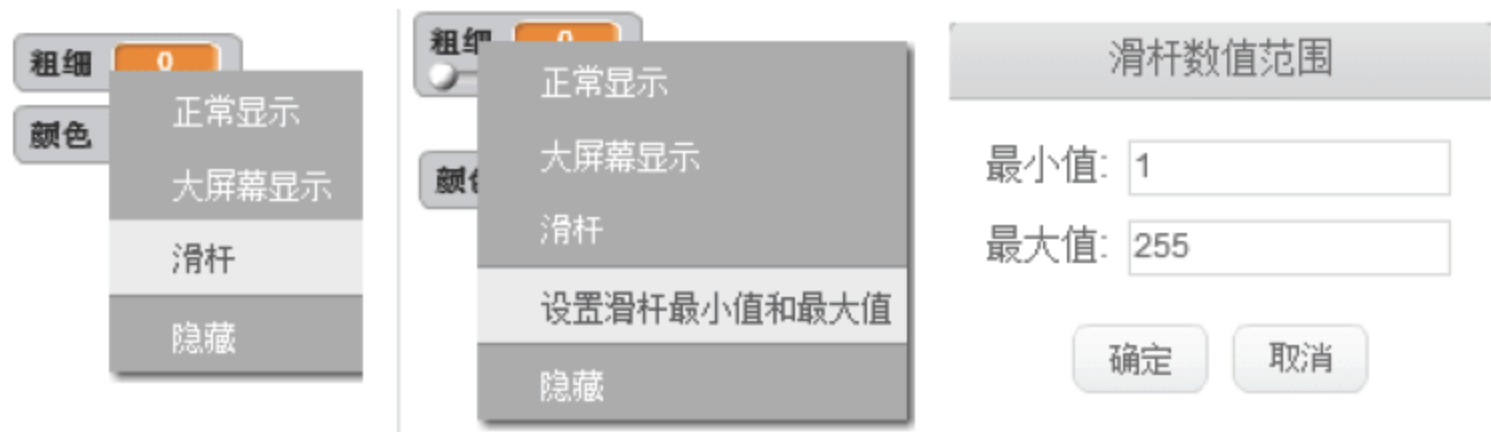 粗细 0
颜色
正常显示
大屏幕显示
滑杆
隐藏
粗细 0
颜色
正常显示
大屏幕显示
滑杆
设置滑杆最小值和最大值
隐藏
滑杆数值范围
最小值: 1
最大值: 255
确定 取消